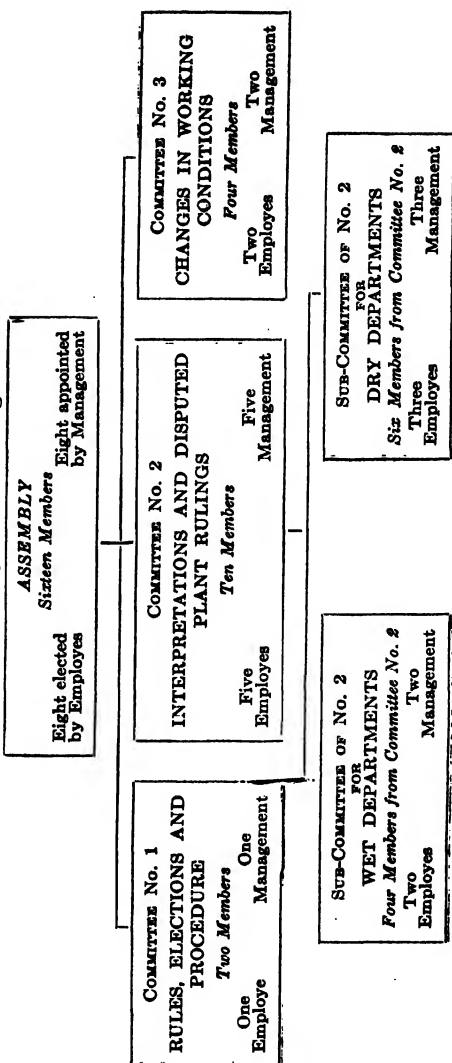 ASSEMBLY
Sixteen Members
Eight elected by Employes
Eight appointed by Management
COMMITTEE No. 1
RULES, ELECTIONS AND
PROCEDURE
Two Members
One Employe
One Management
COMMITTEE No. 2
INTERPRETATIONS AND DISPUTED
PLANT RULINGS
Ten Members
Five Employes
Five Management
COMMITTEE No. 3
CHANGES IN WORKING
CONDITIONS
Four Members
Two Employes
Two Management
SUB-COMMITTEE OF No. 2
FOR
WET DEPARTMENTS
Four Members from Committee No. 2
Two Employes
Two Management
SUB-COMMITTEE OF No. 2
FOR
DRY DEPARTMENTS
Six Members from Committee No. 2
Three Employes
Three Management